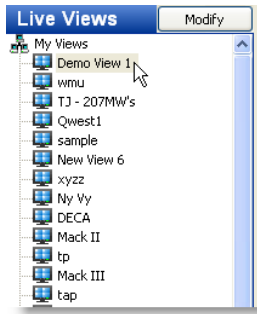 Live Views Modify
My Views
Demo View 1
wmu
TJ - 207MW's
Qwest1
sample
New View 6
xyzz
Ny Vy
DECA
Mack II
tp
Mack III
tap